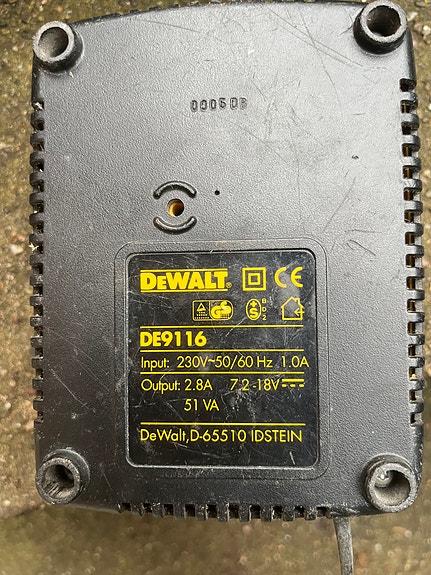 000608
DEWALT®
CE
DE9116
Input: 230V~50/60 Hz 1.0A
Output: 2.8A 7.2-18V
51 VA
DeWalt,D-65510 IDSTEIN